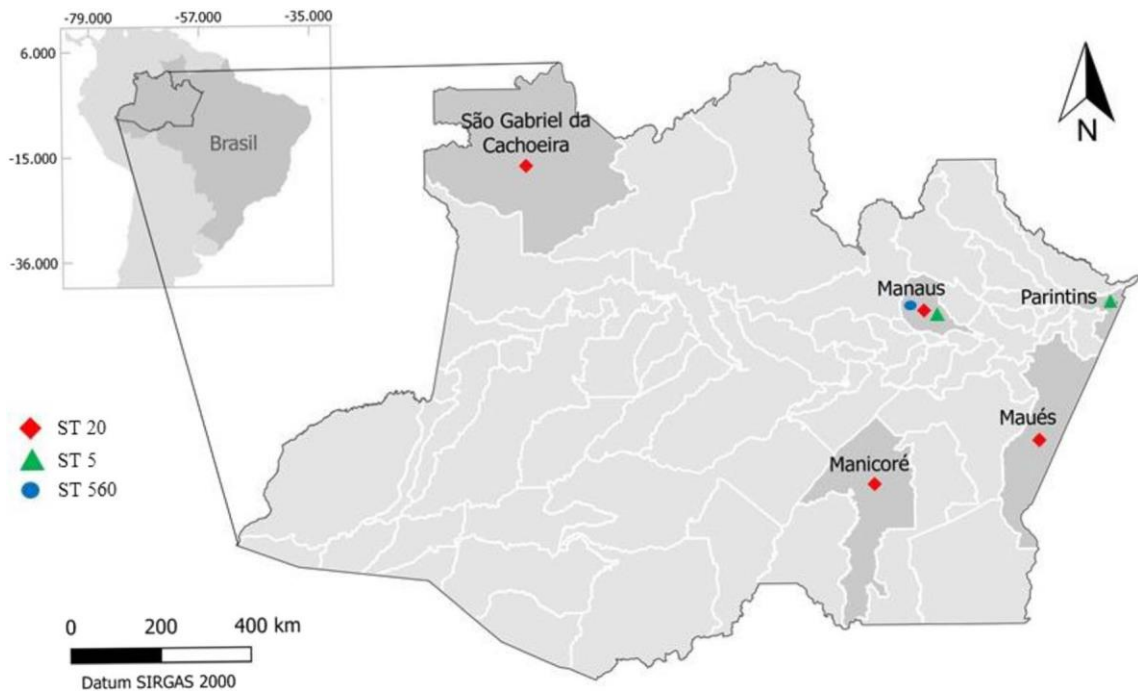 -79.000 -57.000 -35.000
6.000
-15.000
-36.000
Brasil
São Gabriel da
Cachoeira
N
Manaus
Parintins
Maués
Manicoré
ST 20
ST 5
ST 560
0 200 400 km
Datum SIRGAS 2000